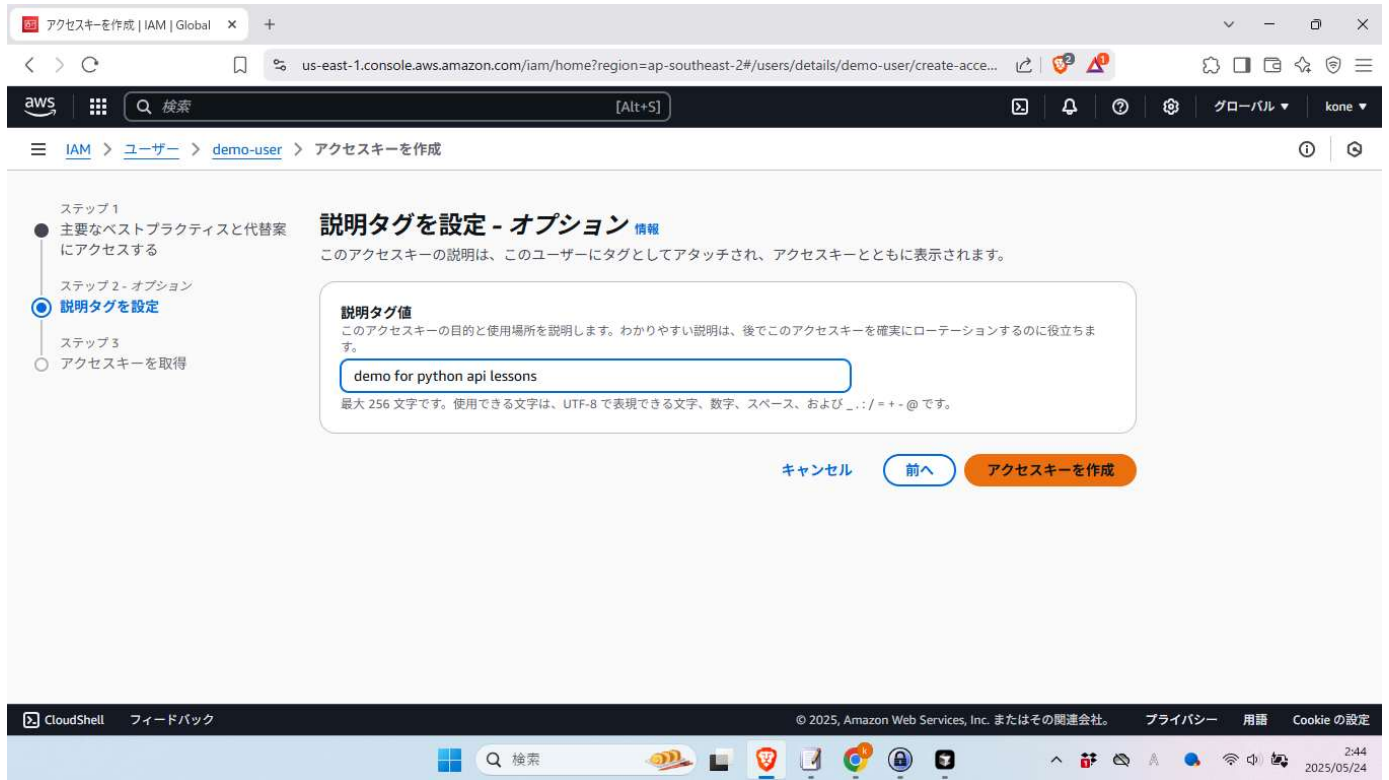 アクセスキーを作成 | IAM | Global
us-east-1.console.aws.amazon.com/iam/home?region=ap-southeast-2#/users/details/demo-user/create-acce...
2
aws
検索
[Alt+S]
グローバル
kone
IAM > ユーザー > demo-user > アクセスキーを作成
ステップ 1
主要なベストプラクティスと代替案
にアクセスする
ステップ 2 - オプション
説明タグを設定
ステップ 3
アクセスキーを取得
説明タグを設定 - オプション 情報
このアクセスキーの説明は、このユーザーにタグとしてアタッチされ、アクセスキーとともに表示されます。
説明タグ値
このアクセスキーの目的と使用場所を説明します。わかりやすい説明は、後でこのアクセスキーを確実にローテーションするのに役立ちま
す。
demo for python api lessons
最大 256 文字です。使用できる文字は、UTF-8 で表現できる文字、数字、スペース、および _ . : / = + - @ です。
キャンセル
前へ
アクセスキーを作成
CloudShell
フィードバック
© 2025, Amazon Web Services, Inc. またはその関連会社。
プライバシー
用語
Cookie の設定
検索
2:44
2025/05/24